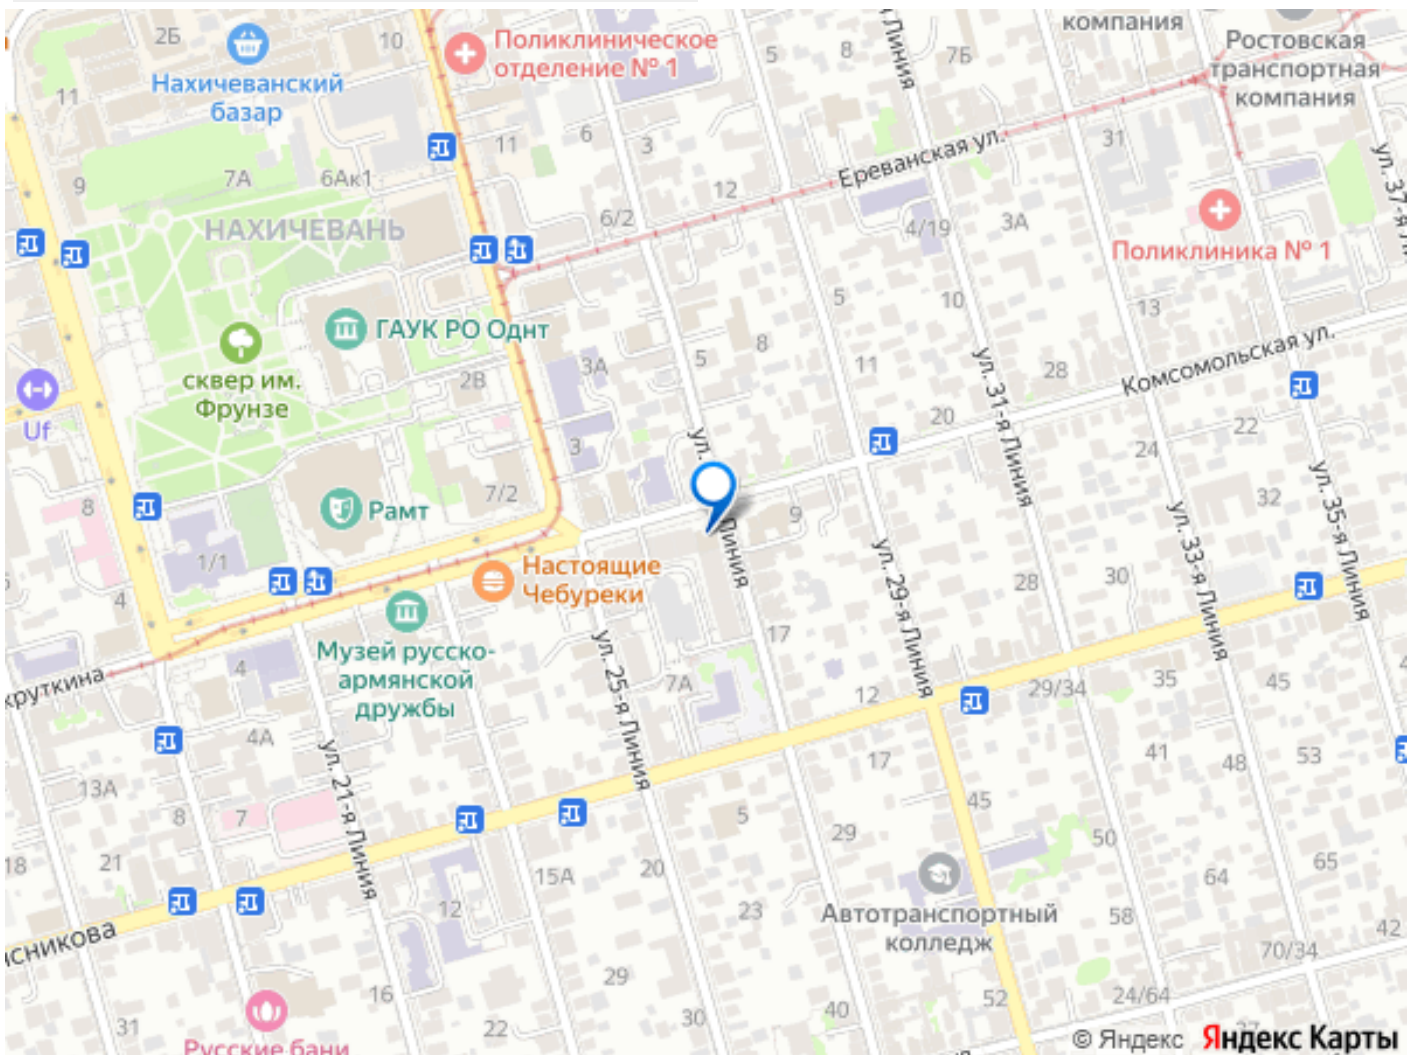 компания
2Б
10
Поликлиническое
отделение № 1
5
8
7Б
Линия
Ростовская
транспортная
компания
Нахичеванский
базар
11
11
6
3
31
9
7А
6Ак1
12
Ереванская ул.
ул. 37-я Л
НАХИЧЕВАНЬ
6/2
4/19
3А
Поликлиника № 1
5
10
13
ГАУК РО Однт
8
сквер им.
Фрунзе
2В
3А
5
11
28
Комсомольская ул.
Uf
ул. 31-я Линия
20
22
3
ул.
24
8
7/2
32
Рамт
9
ул. 35-я Линия
1/1
Линия
ул. 33-я Линия
Настоящие
Чебуреки
ул. 29-я Линия
28
30
4
Музей русско-
армянской
дружбы
17
4
ул. 25-я Линия
7А
12
29/34
35
45
хруткина
4А
ул. 21-я Линия
17
41
48
53
13А
8
7
5
45
29
50
18
21
15А
20
65
64
12
23
Автотранспортный
колледж
58
42
сникова
70/34
29
16
52
24/64
31
22
30
40
Русские бани
© Яндекс Яндекс Карты